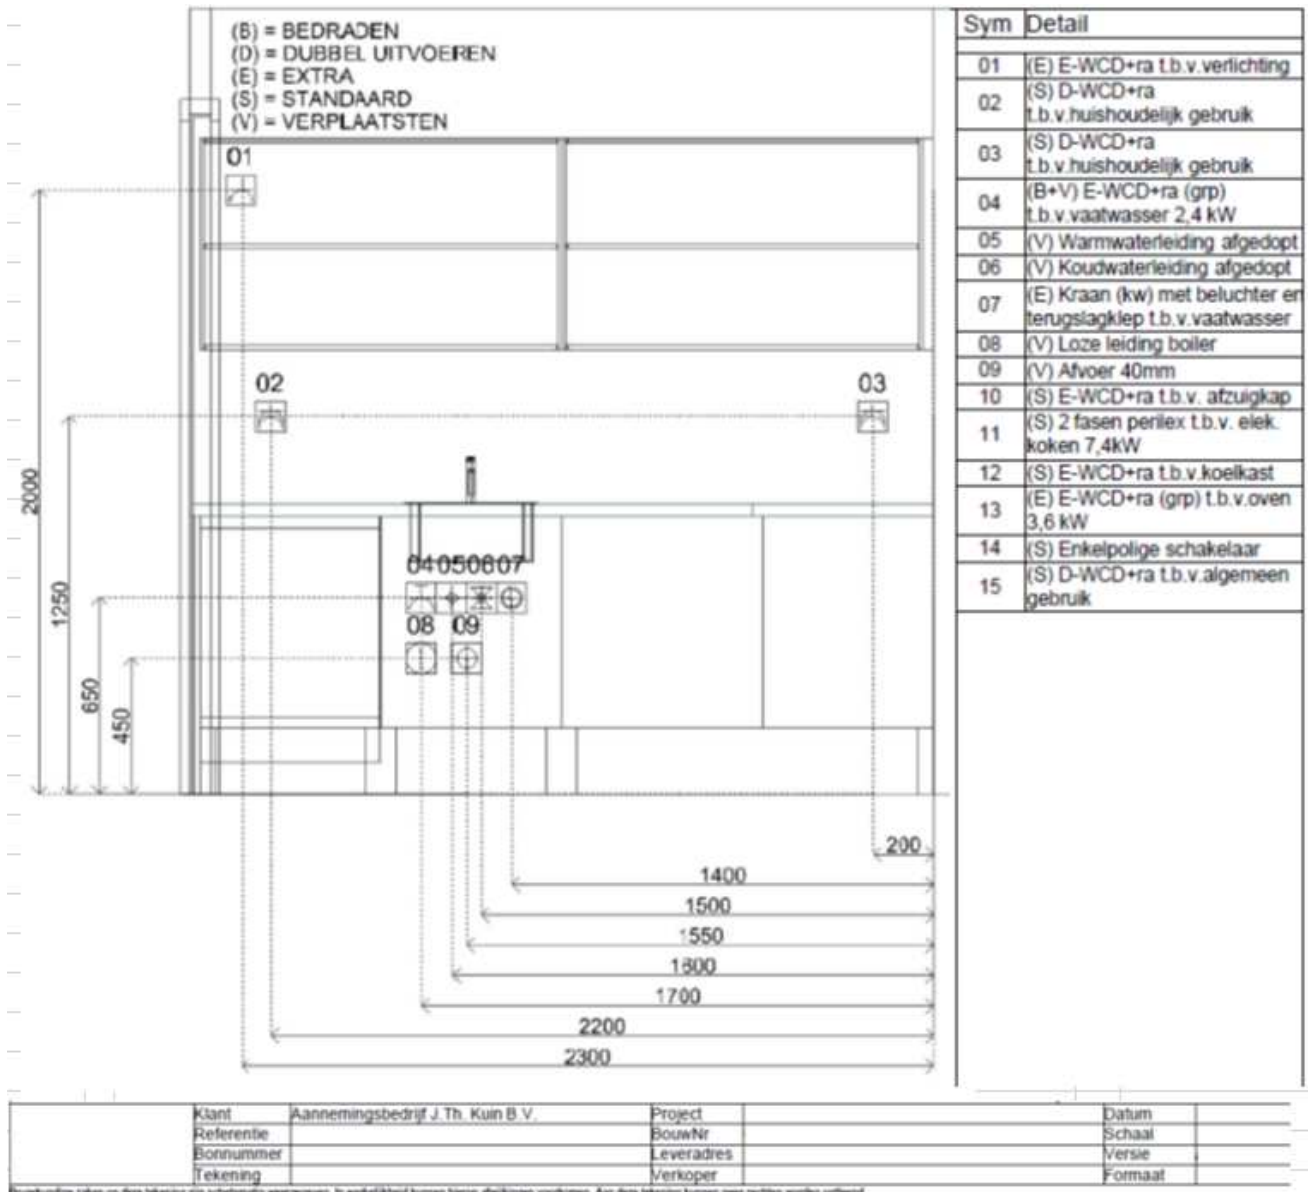 (B) = BEDRADEN
(D) = DUBBEL UITVOEREN
(E) = EXTRA
(S) = STANDAARD
(V) = VERPLAATSTEN
01
02
03
04 05 06 07
08 09
2000
1250
650
450
200
1400
1500
1550
1600
1700
2200
2300
Sym Detail
01 (E) E-WCD+ra t.b.v.verlichting
02 (S) D-WCD+ra
t.b.v.huishoudelijk gebruik
03 (S) D-WCD+ra
t.b.v.huishoudelijk gebruik
04 (B+V) E-WCD+ra (grp)
t.b.v.vaatwasser 2,4 kW
05 (V) Warmwaterleiding afgedopt
06 (V) Koudwaterleiding afgedopt
07 (E) Kraan (kw) met beluchter en
terugslagklep t.b.v.vaatwasser
08 (V) Loze leiding boiler
09 (V) Afvoer 40mm
10 (S) E-WCD+ra t.b.v. afzuigkap
11 (S) 2 fasen perilex t.b.v. elek.
koken 7,4kW
12 (S) E-WCD+ra t.b.v.koelkast
13 (E) E-WCD+ra (grp) t.b.v.oven
3,6 kW
14 (S) Enkelpolige schakelaar
15 (S) D-WCD+ra t.b.v.algemeen
gebruik
Klant Aannemingsbedrijf J.Th. Kuin B.V. Project Datum
Referentie BouwNr Schaal
Bonnummer Leveradres Versie
Tekening Verkoper Formaat